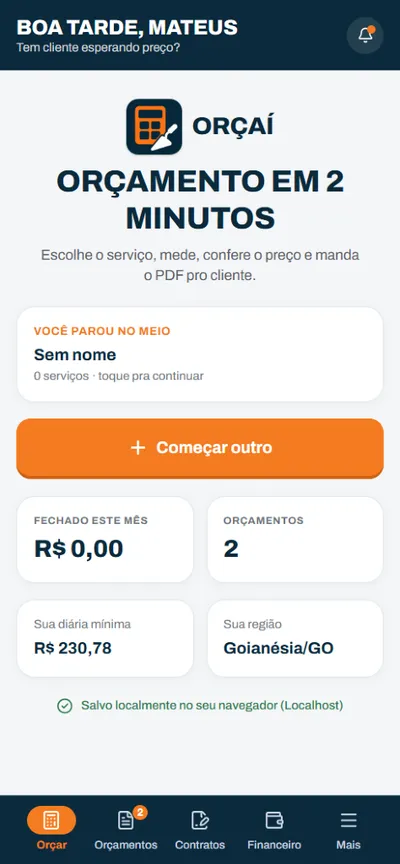 BOA TARDE, MATEUS
Tem cliente esperando preço?
ORÇAÍ
ORÇAMENTO EM 2
MINUTOS
Escolhe o serviço, mede, confere o preço e manda
o PDF pro cliente.
VOCÊ PAROU NO MEIO
Sem nome
0 serviços · toque pra continuar
+ Começar outro
FECHADO ESTE MÊS
R$ 0,00
ORÇAMENTOS
2
Sua diária mínima
R$ 230,78
Sua região
Goianésia/GO
Salvo localmente no seu navegador (Localhost)
2
Orçar
Orçamentos
Contratos
Financeiro
Mais